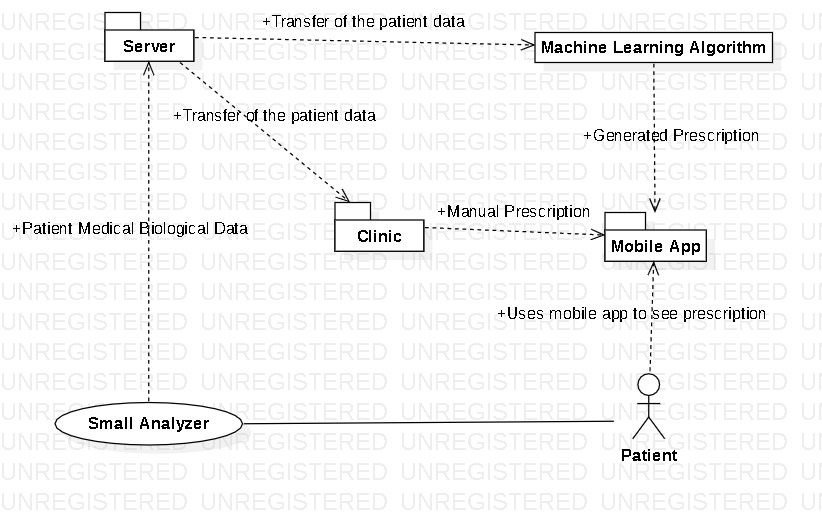 +Transfer of the patient data
Server
Machine Learning Algorithm
+Transfer of the patient data
+Generated Prescription
+Manual Prescription
+Patient Medical Biological Data
Clinic
Mobile App
+Uses mobile app to see prescription
Small Analyzer
Patient
UNREGISTERED